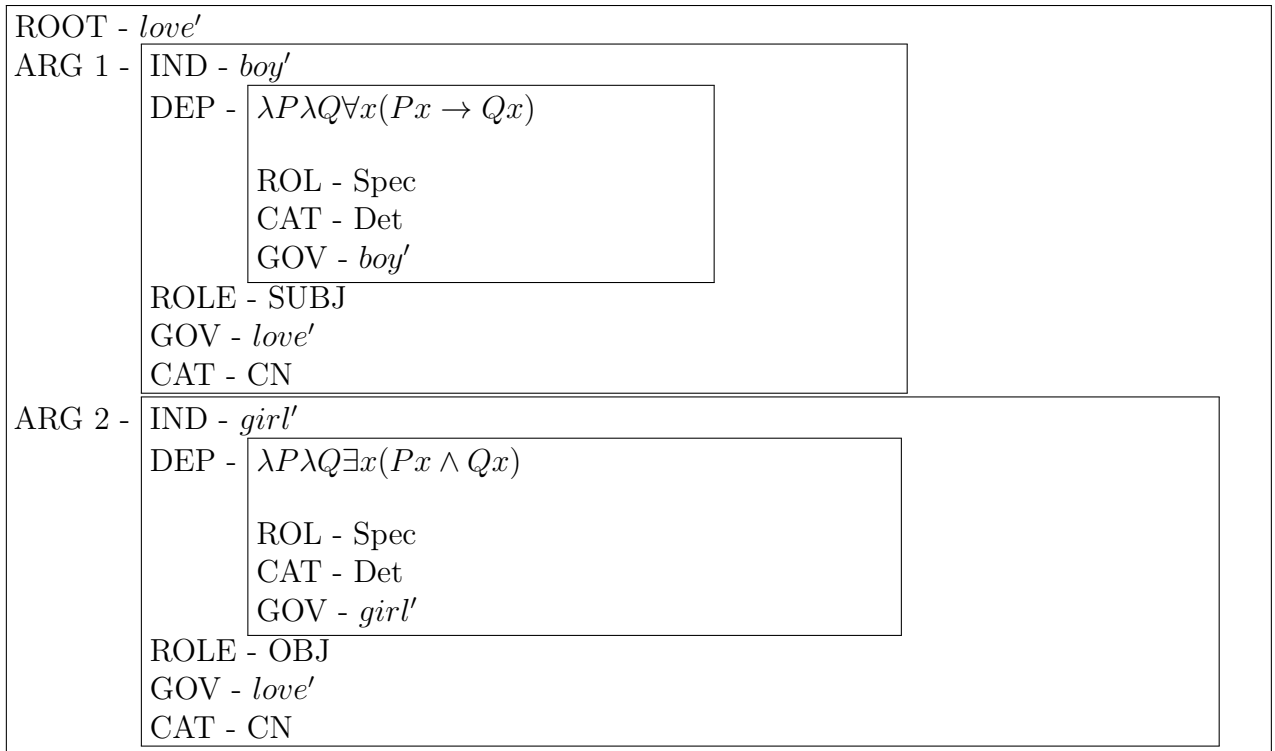 ROOT - love′
ARG 1 - IND - boy′
DEP - λPλQ∀x(Px → Qx)
ROL - Spec
CAT - Det
GOV - boy′
ROLE - SUBJ
GOV - love′
CAT - CN
ARG 2 - IND - girl′
DEP - λPλQ∃x(Px ∧ Qx)
ROL - Spec
CAT - Det
GOV - girl′
ROLE - OBJ
GOV - love′
CAT - CN